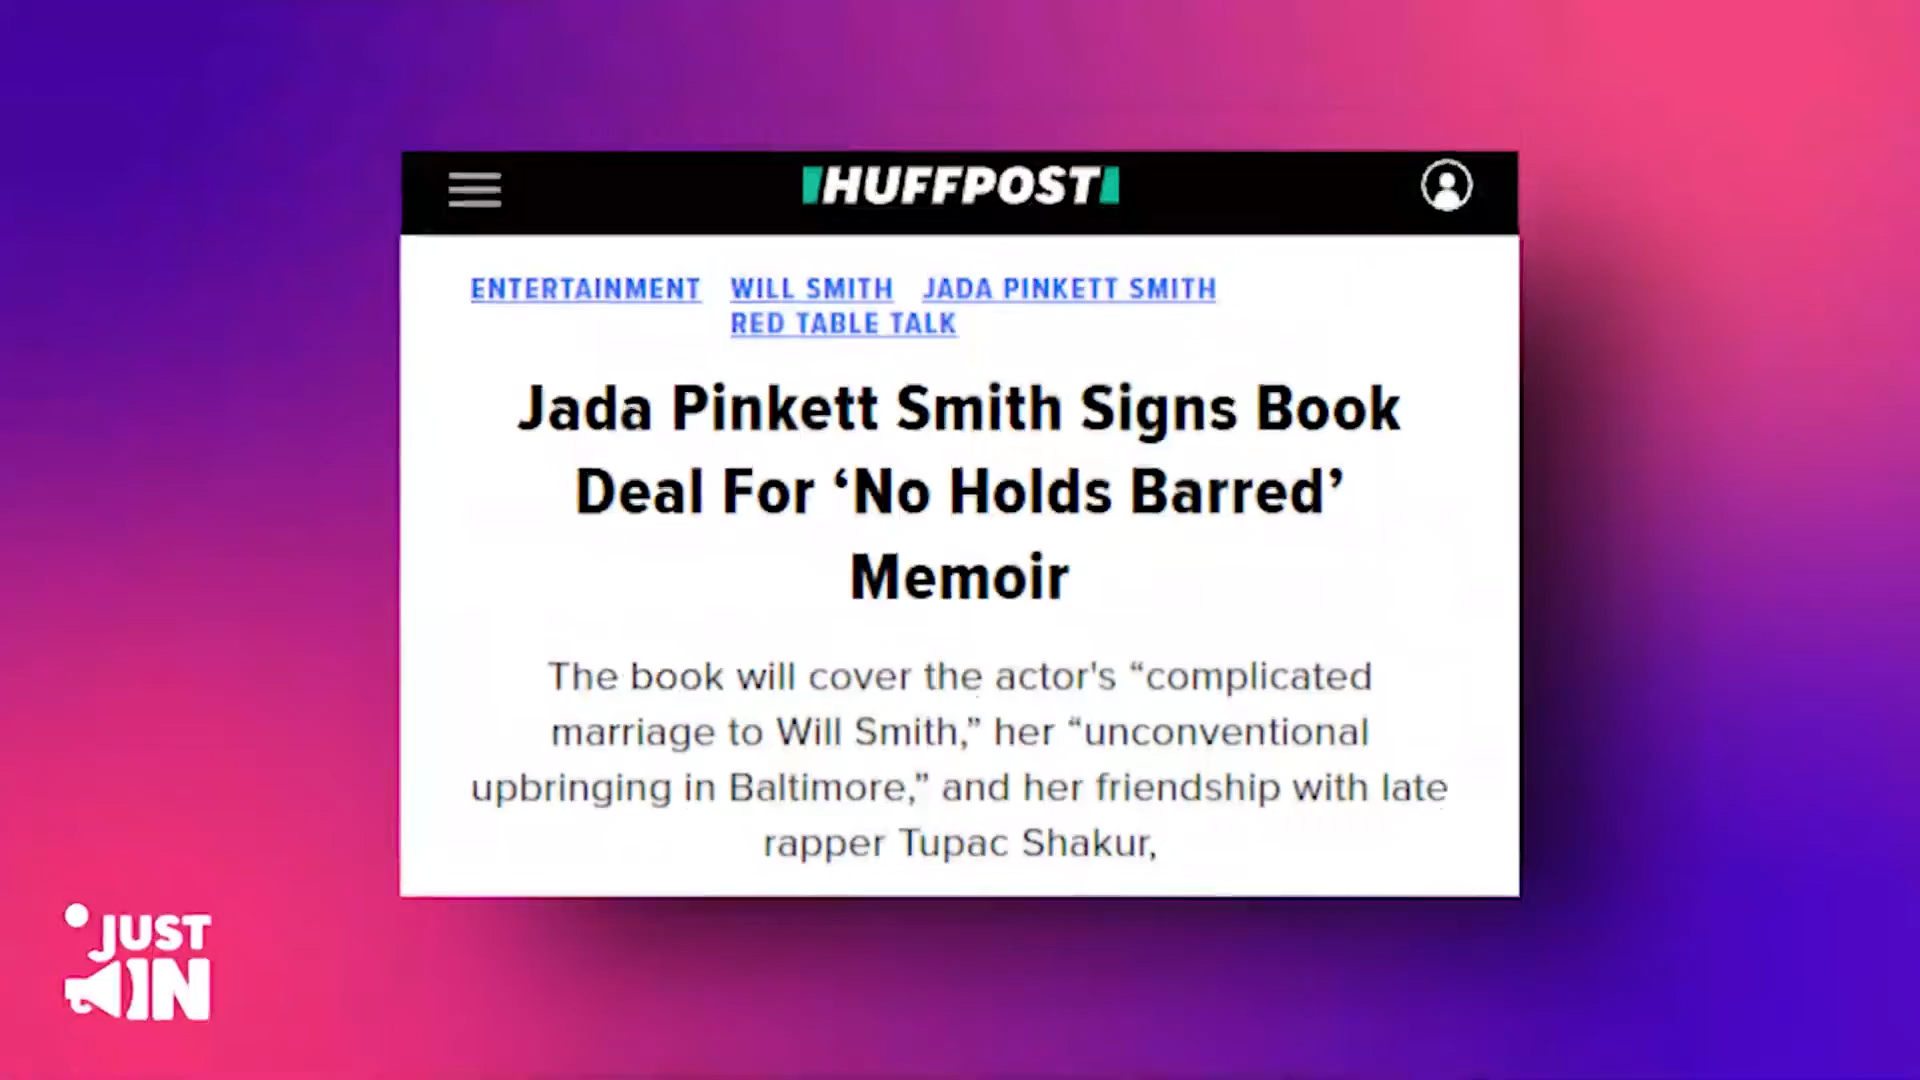 HUFFPOST
ENTERTAINMENT WILL SMITH JADA PINKETT SMITH
RED TABLE TALK
Jada Pinkett Smith Signs Book
Deal For ‘No Holds Barred’
Memoir
The book will cover the actor's “complicated
marriage to Will Smith,” her “unconventional
upbringing in Baltimore,” and her friendship with late
rapper Tupac Shakur,
JUST
IN